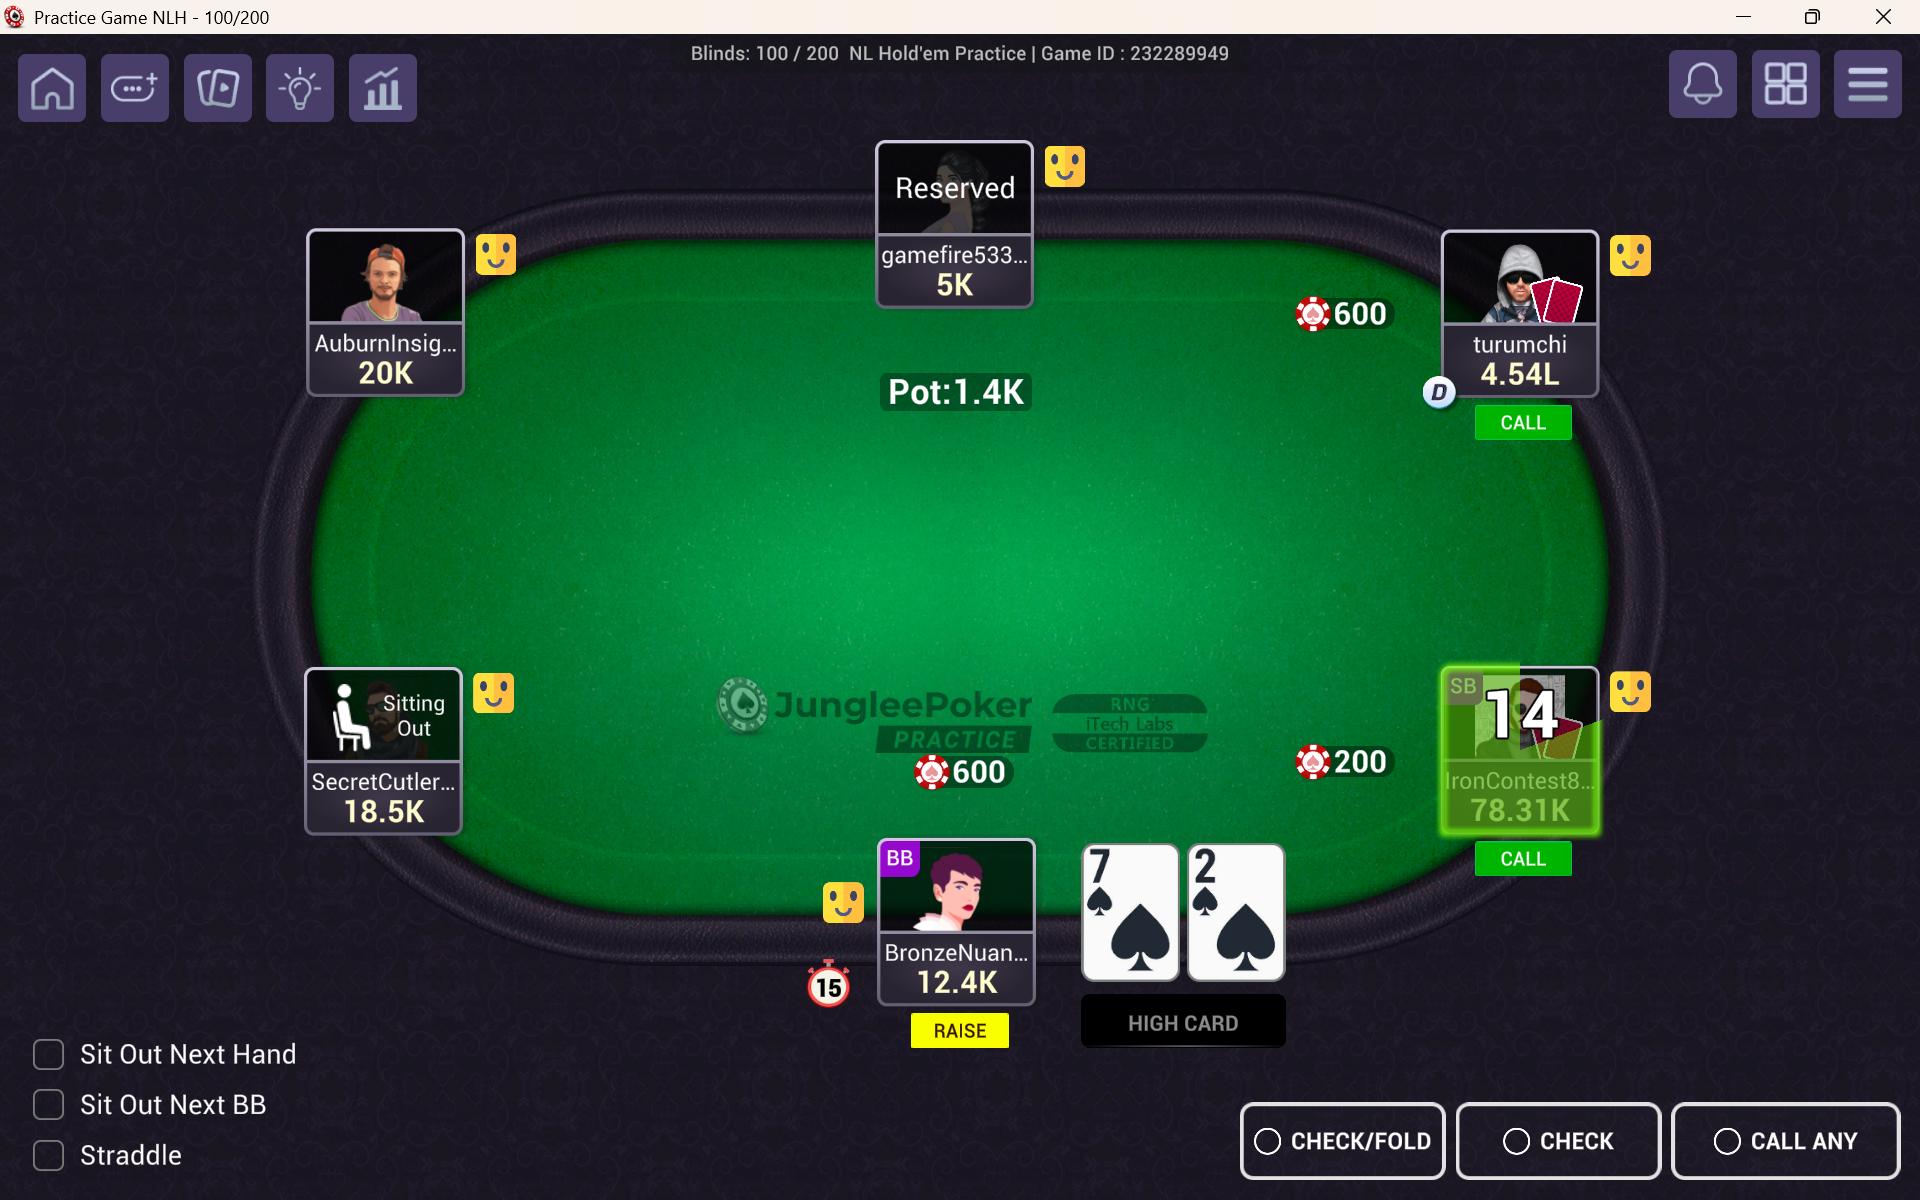 Practice Game NLH - 100/200
Blinds: 100 / 200 NL Hold'em Practice | Game ID : 232289949
Reserved
gamefire533...
5K
AuburnInsig...
20K
600
turumchi
4.54L
D
CALL
Pot:1.4K
Sitting
Out
SecretCutler...
18.5K
JungleePoker
PRACTICE
RNG
iTech Labs
CERTIFIED
600
200
SB
14
IronContest8...
78.31K
CALL
BB
BronzeNuan...
12.4K
15
RAISE
7
2
HIGH CARD
Sit Out Next Hand
Sit Out Next BB
Straddle
CHECK/FOLD
CHECK
CALL ANY